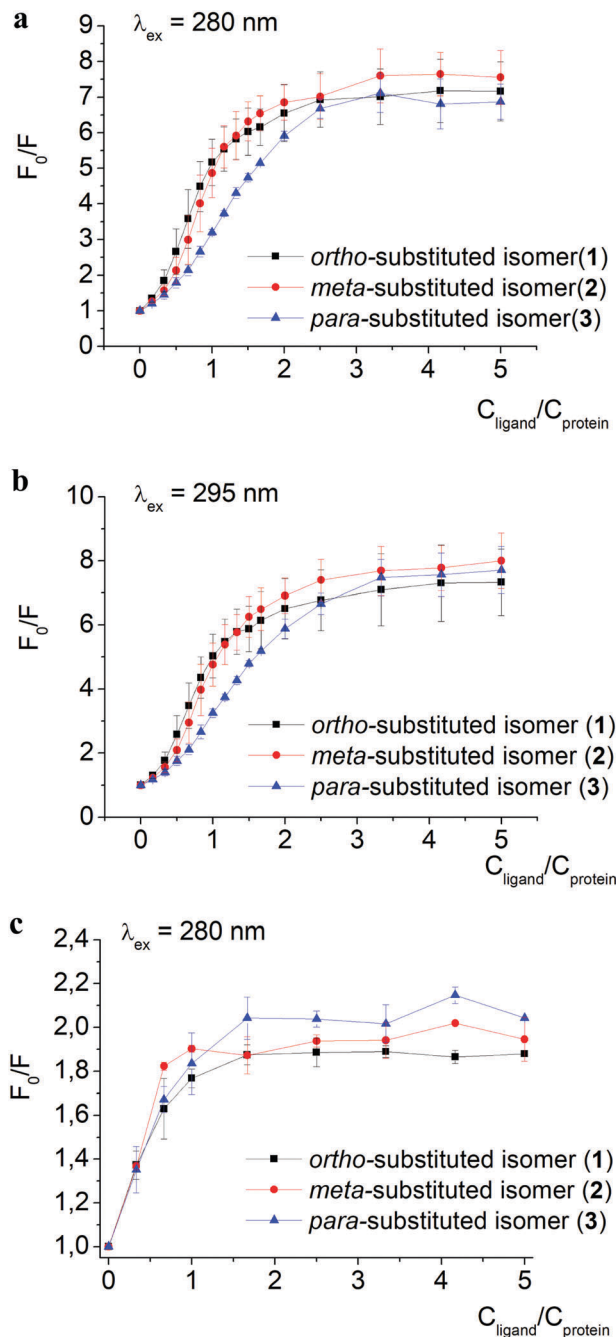 a
λex = 280 nm
9
8
7
6
5
4
3
2
1
0
F0/F
ortho-substituted isomer(1)
meta-substituted isomer(2)
para-substituted isomer(3)
0 1 2 3 4 5
Cligand/Cprotein
b
λex = 295 nm
10
8
6
4
2
0
F0/F
ortho-substituted isomer (1)
meta-substituted isomer (2)
para-substituted isomer (3)
0 1 2 3 4 5
Cligand/Cprotein
c
λex = 280 nm
2,4
2,2
2,0
1,8
1,6
1,4
1,2
1,0
F0/F
ortho-substituted isomer (1)
meta-substituted isomer (2)
para-substituted isomer (3)
0 1 2 3 4 5
Cligand/Cprotein